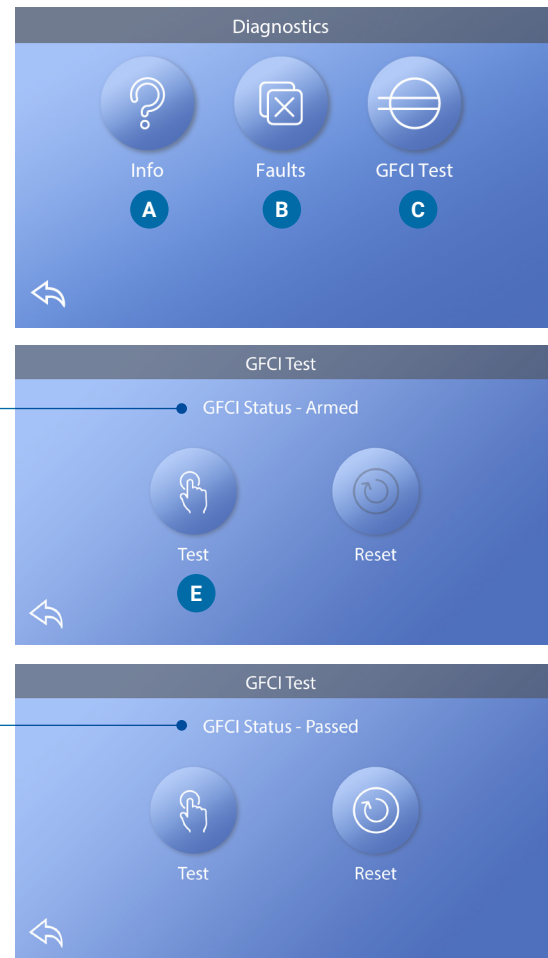 Diagnostics
Info Faults GFCI Test
A B C
GFCI Test
GFCI Status - Armed
Test Reset
E
GFCI Test
GFCI Status - Passed
Test Reset